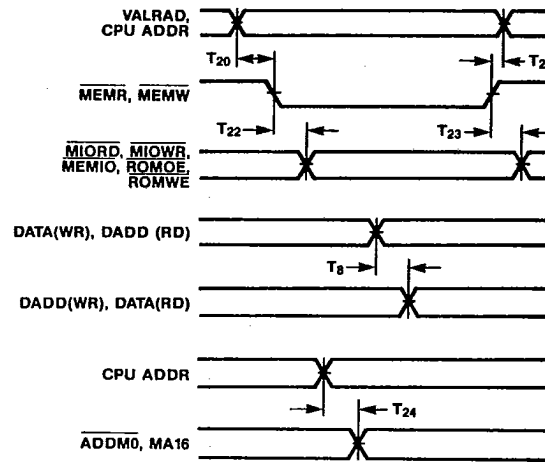 VALRAD,
CPU ADDR
T20
T2
MEMR, MEMW
T22
T23
MIORD, MIOWR,
MEMIO, ROMOE,
ROMWE
DATA(WR), DADD (RD)
T8
DADD(WR), DATA(RD)
CPU ADDR
T24
ADDM0, MA16